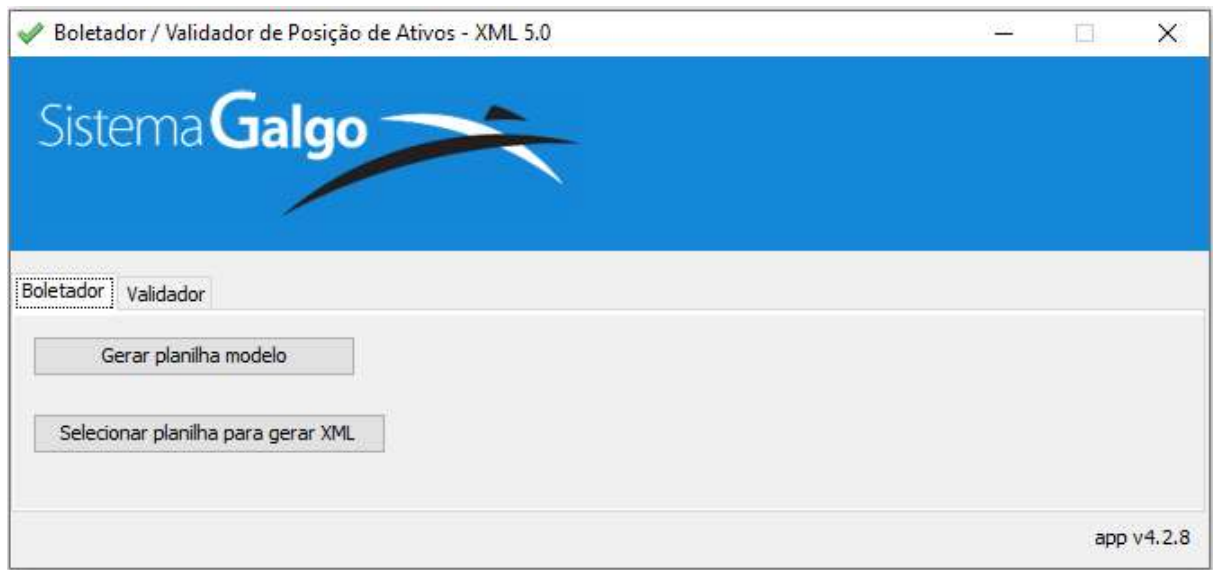 Boletador / Validador de Posição de Ativos - XML 5.0
Sistema Galgo
Boletador
Validador
Gerar planilha modelo
Selecionar planilha para gerar XML
app v4.2.8